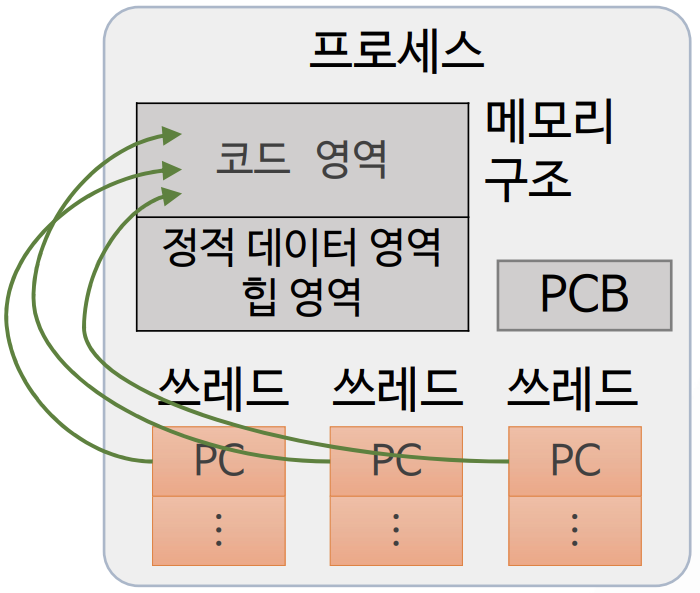 프로세스
코드 영역
정적 데이터 영역
힙 영역
메모리
구조
PCB
쓰레드 쓰레드 쓰레드
PC PC PC
⋮ ⋮ ⋮